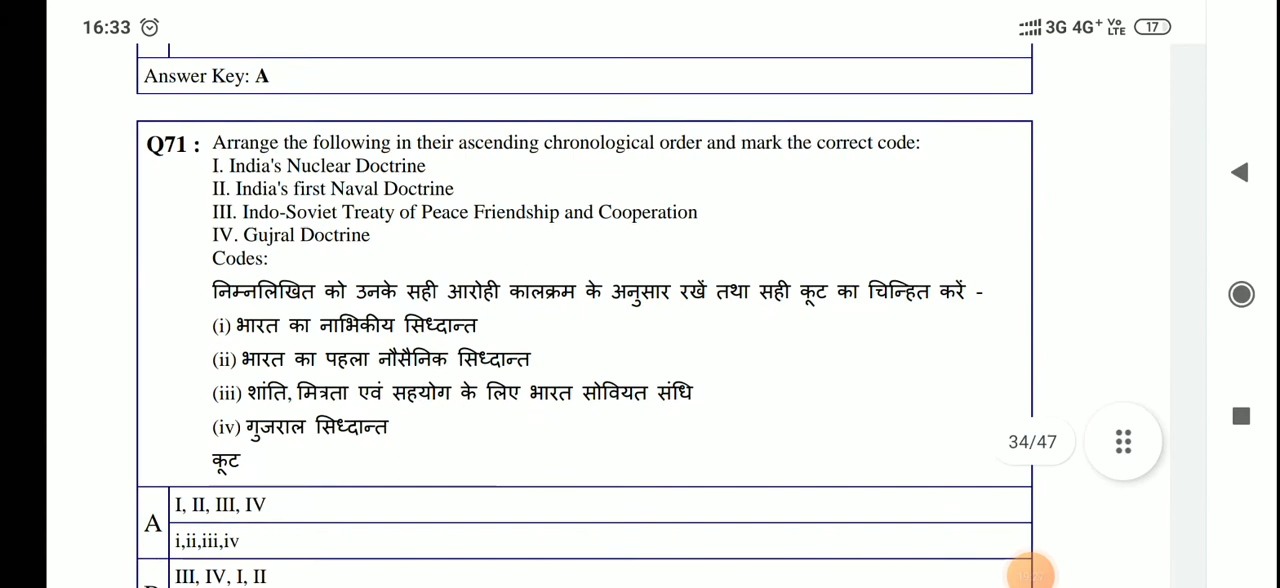 16:33
3G 4G+ Vo LTE 17
Answer Key: A
Q71 : Arrange the following in their ascending chronological order and mark the correct code:
I. India's Nuclear Doctrine
II. India's first Naval Doctrine
III. Indo-Soviet Treaty of Peace Friendship and Cooperation
IV. Gujral Doctrine
Codes:
निम्नलिखित को उनके सही आरोही कालक्रम के अनुसार रखें तथा सही कूट का चिन्हित करें -
(i) भारत का नाभिकीय सिध्दान्त
(ii) भारत का पहला नौसैनिक सिध्दान्त
(iii) शांति, मित्रता एवं सहयोग के लिए भारत सोवियत संधि
(iv) गुजराल सिध्दान्त
34/47
कूट
A
I, II, III, IV
i,ii,iii,iv
III, IV, I, II